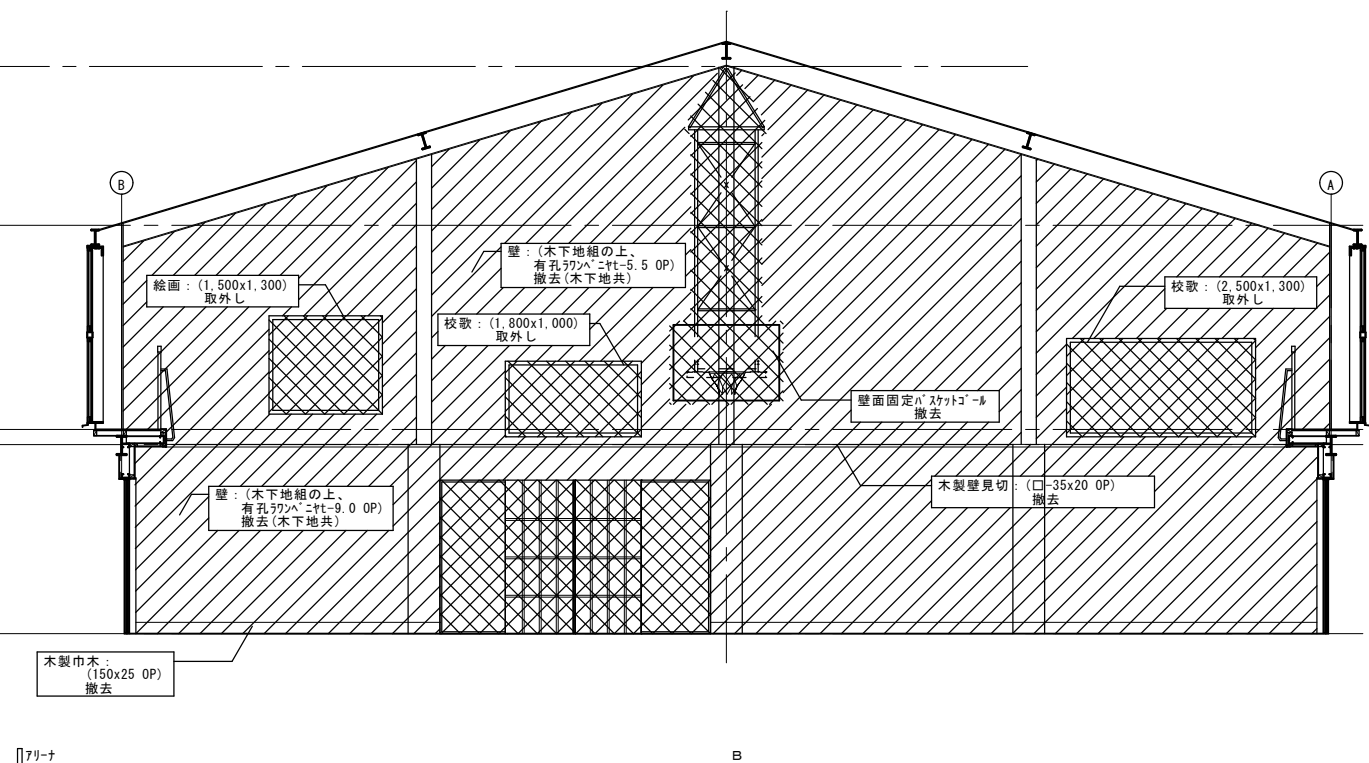 B
A
壁：(木下地組の上、
有孔ﾗﾜﾝﾍﾞﾆﾔt-5.5 OP)
撤去(木下地共)
絵画：(1,500x1,300)
取外し
校歌：(2,500x1,300)
取外し
校歌：(1,800x1,000)
取外し
壁面固定ﾊﾞｽｹｯﾄｺﾞｰﾙ
撤去
木製壁見切：(□-35x20 OP)
撤去
壁：(木下地組の上、
有孔ﾗﾜﾝﾍﾞﾆﾔt-9.0 OP)
撤去(木下地共)
木製巾木：
(150x25 OP)
撤去
ｱﾘｰﾅ
B